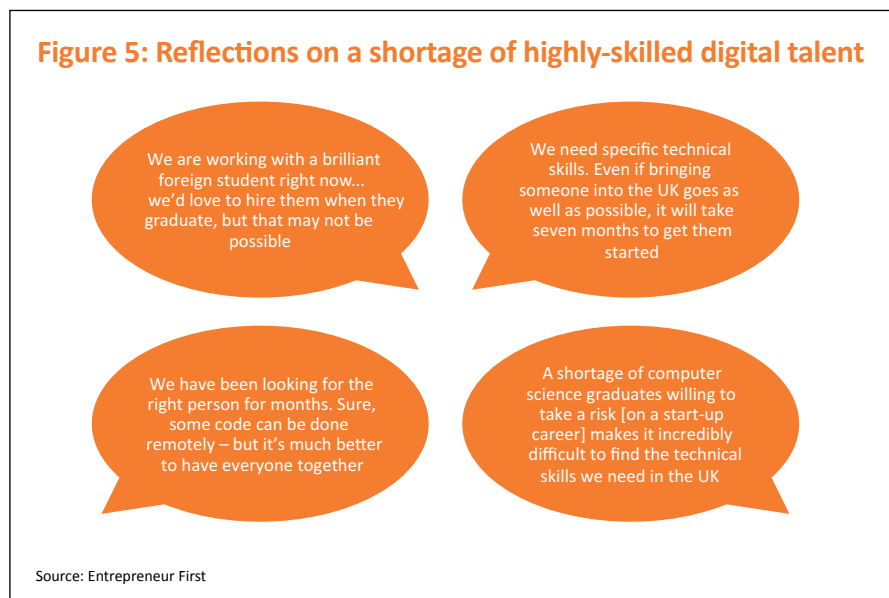 Figure 5: Reflections on a shortage of highly-skilled digital talent
We are working with a brilliant
foreign student right now...
we'd love to hire them when they
graduate, but that may not be
possible
We need specific technical
skills. Even if bringing
someone into the UK goes as
well as possible, it will take
seven months to get them
started
We have been looking for the
right person for months. Sure,
some code can be done
remotely – but it's much better
to have everyone together
A shortage of computer
science graduates willing to
take a risk [on a start-up
career] makes it incredibly
difficult to find the technical
skills we need in the UK
Source: Entrepreneur First